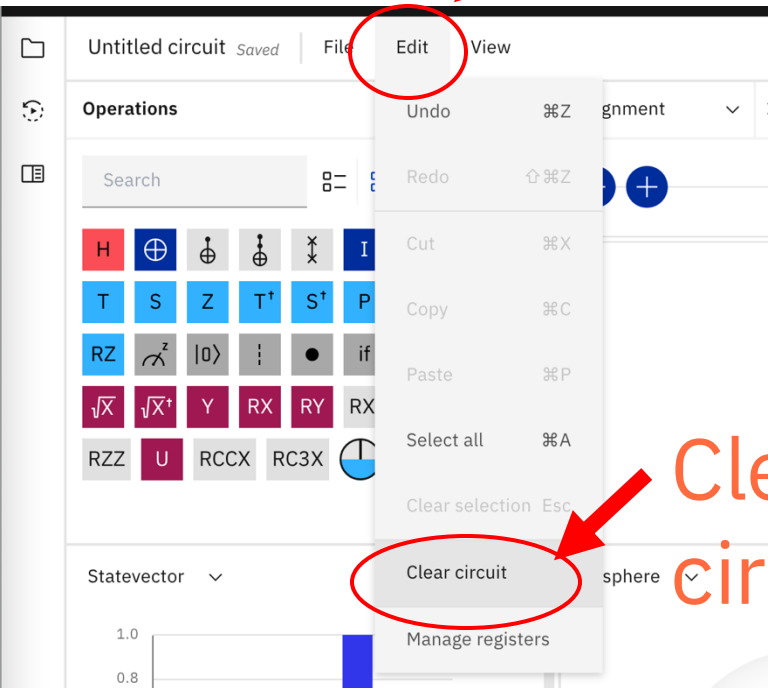 Untitled circuit Saved File Edit View
Operations
Search
H I
T S Z T† S† P
RZ z |0⟩ if
√X √X† Y RX RY RX
RZZ U RCCX RC3X
Undo ⌘Z
Redo ⇧⌘Z
Cut ⌘X
Copy ⌘C
Paste ⌘P
Select all ⌘A
Clear selection Esc
Clear circuit
Manage registers
gnment
Cle
cir
Statevector
sphere
1.0
0.8